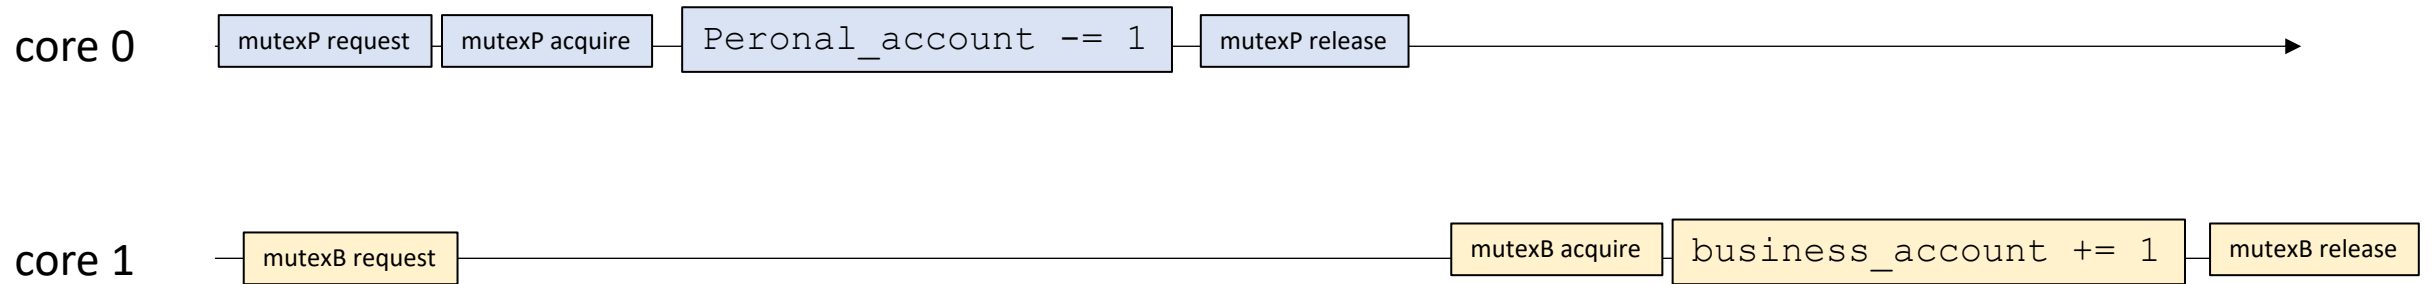 core 0
mutexP request
mutexP acquire
Peronal_account -= 1
mutexP release
core 1
mutexB request
mutexB acquire
business_account += 1
mutexB release